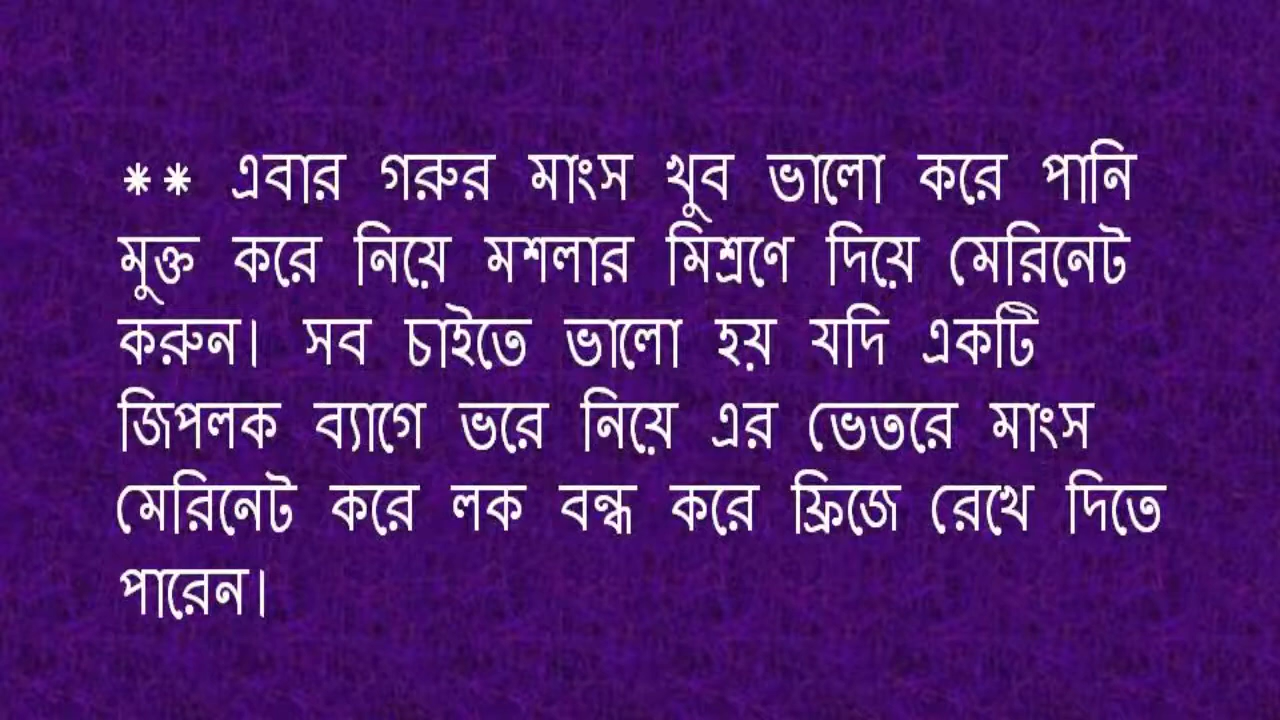 ** এবার গরুর মাংস খুব ভালো করে পানি
মুক্ত করে নিয়ে মশলার মিশ্রণে দিয়ে মেরিনেট
করুন। সব চাইতে ভালো হয় যদি একটি
জিপলক ব্যাগে ভরে নিয়ে এর ভেতরে মাংস
মেরিনেট করে লক বন্ধ করে ফ্রিজে রেখে দিতে
পারেন।